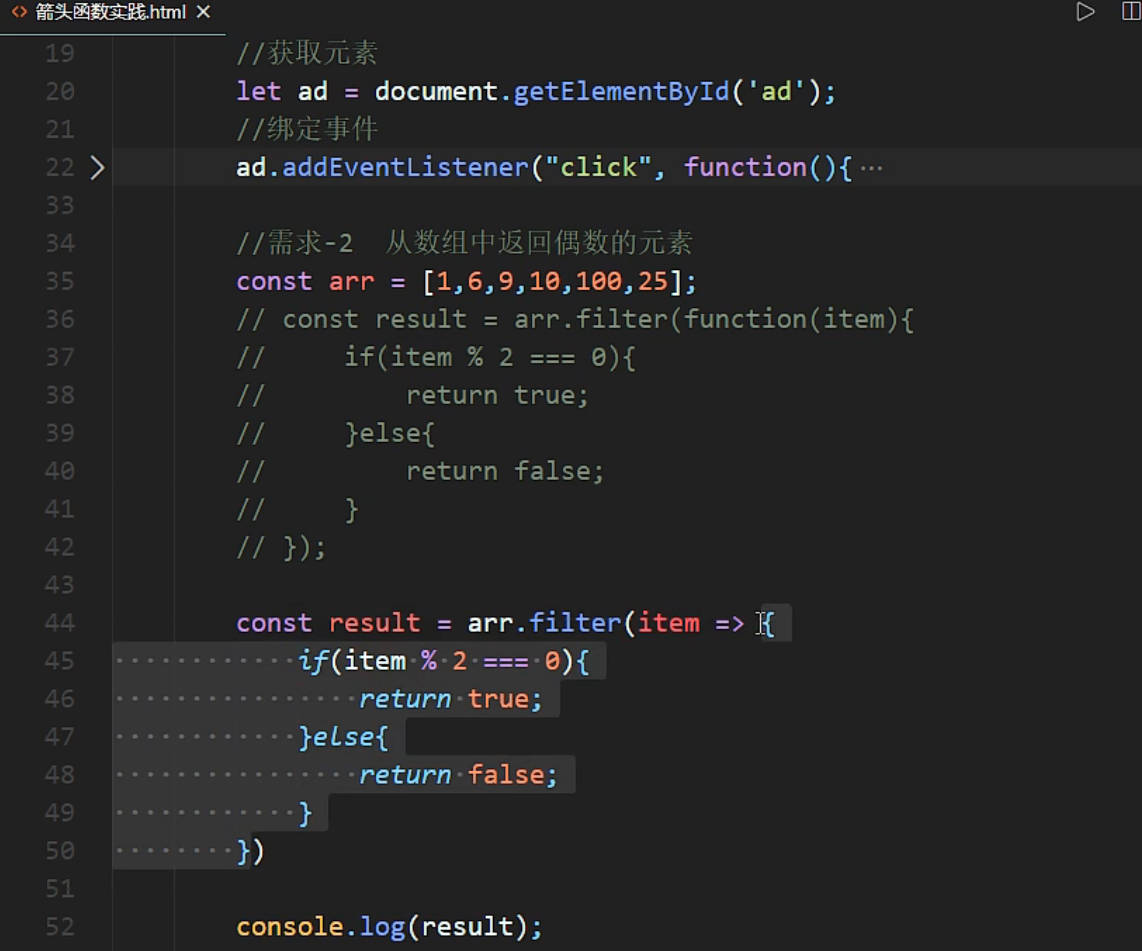 <> 箭头函数实践.html ×
19 //获取元素
20 let ad = document.getElementById('ad');
21 //绑定事件
22 ad.addEventListener("click", function(){ ···
33
34 //需求-2  从数组中返回偶数的元素
35 const arr = [1,6,9,10,100,25];
36 // const result = arr.filter(function(item){
37 //     if(item % 2 === 0){
38 //         return true;
39 //     }else{
40 //         return false;
41 //     }
42 // });
43
44 const result = arr.filter(item => {
45     if(item % 2 === 0){
46         return true;
47     }else{
48         return false;
49     }
50 })
51
52 console.log(result);